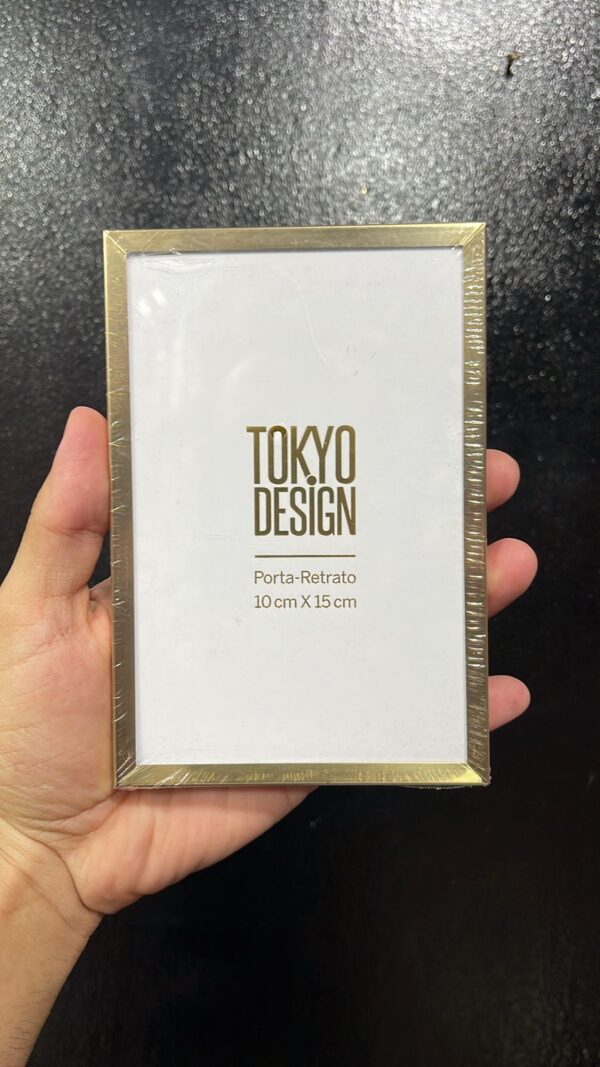 TOKYO
DESIGN
Porta-Retrato
10 cm X 15 cm